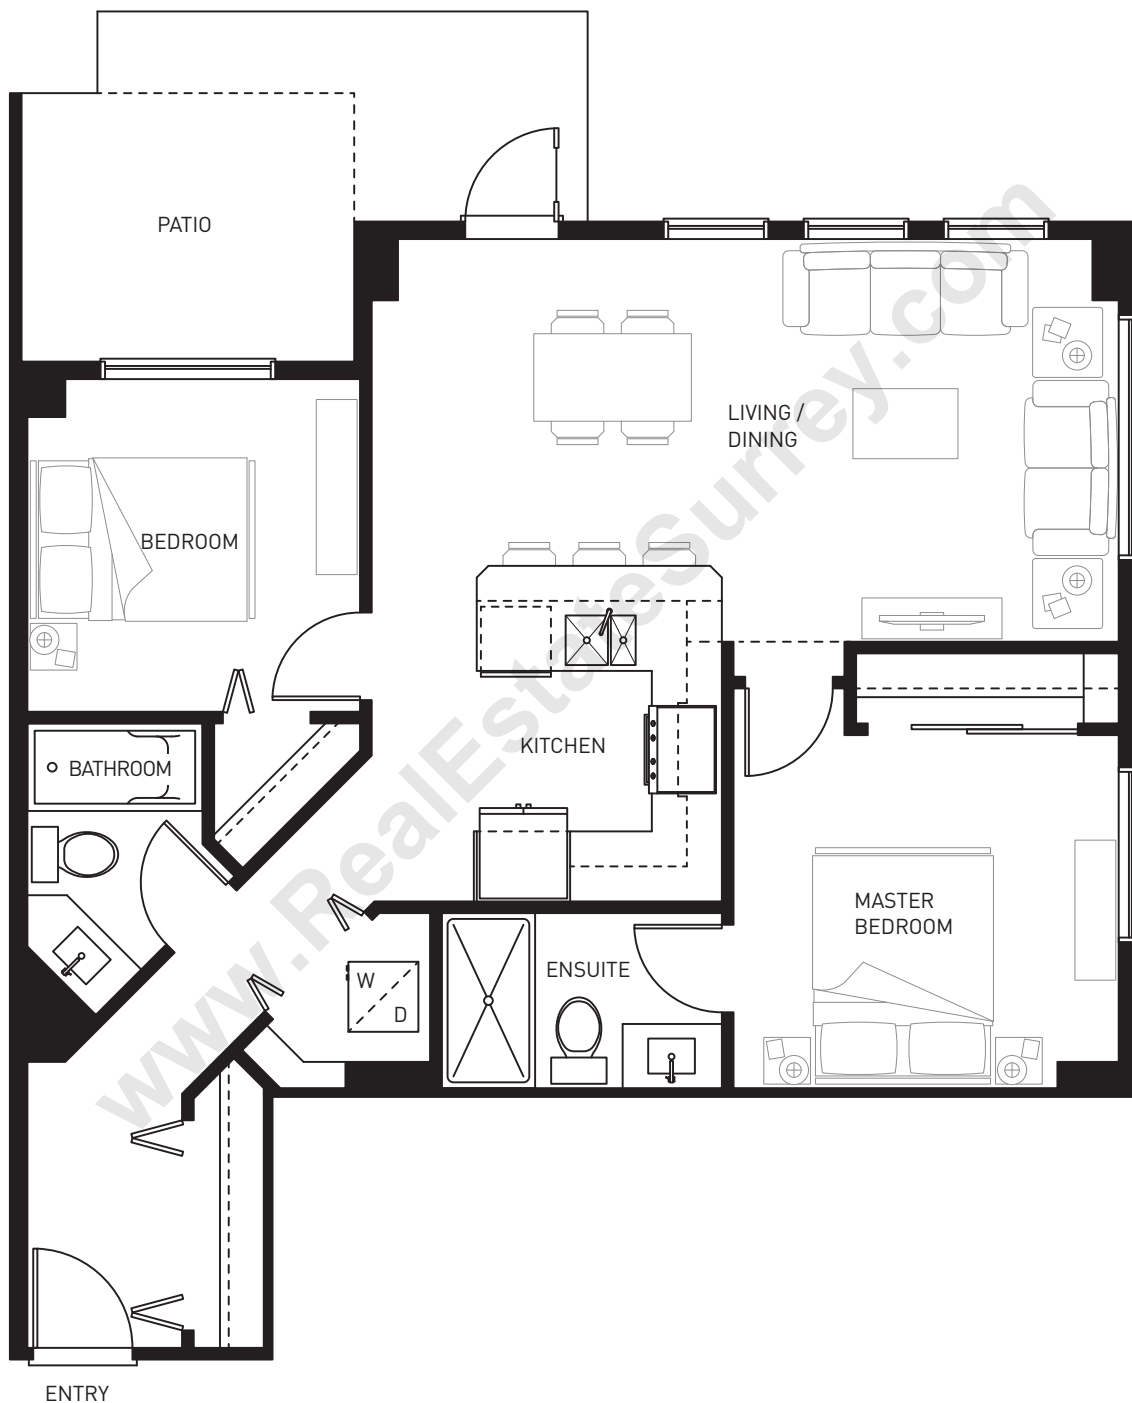 PATIO
LIVING /
DINING
BEDROOM
KITCHEN
BATHROOM
MASTER
BEDROOM
ENSUITE
W
D
ENTRY
www.RealEstateSurrey.com